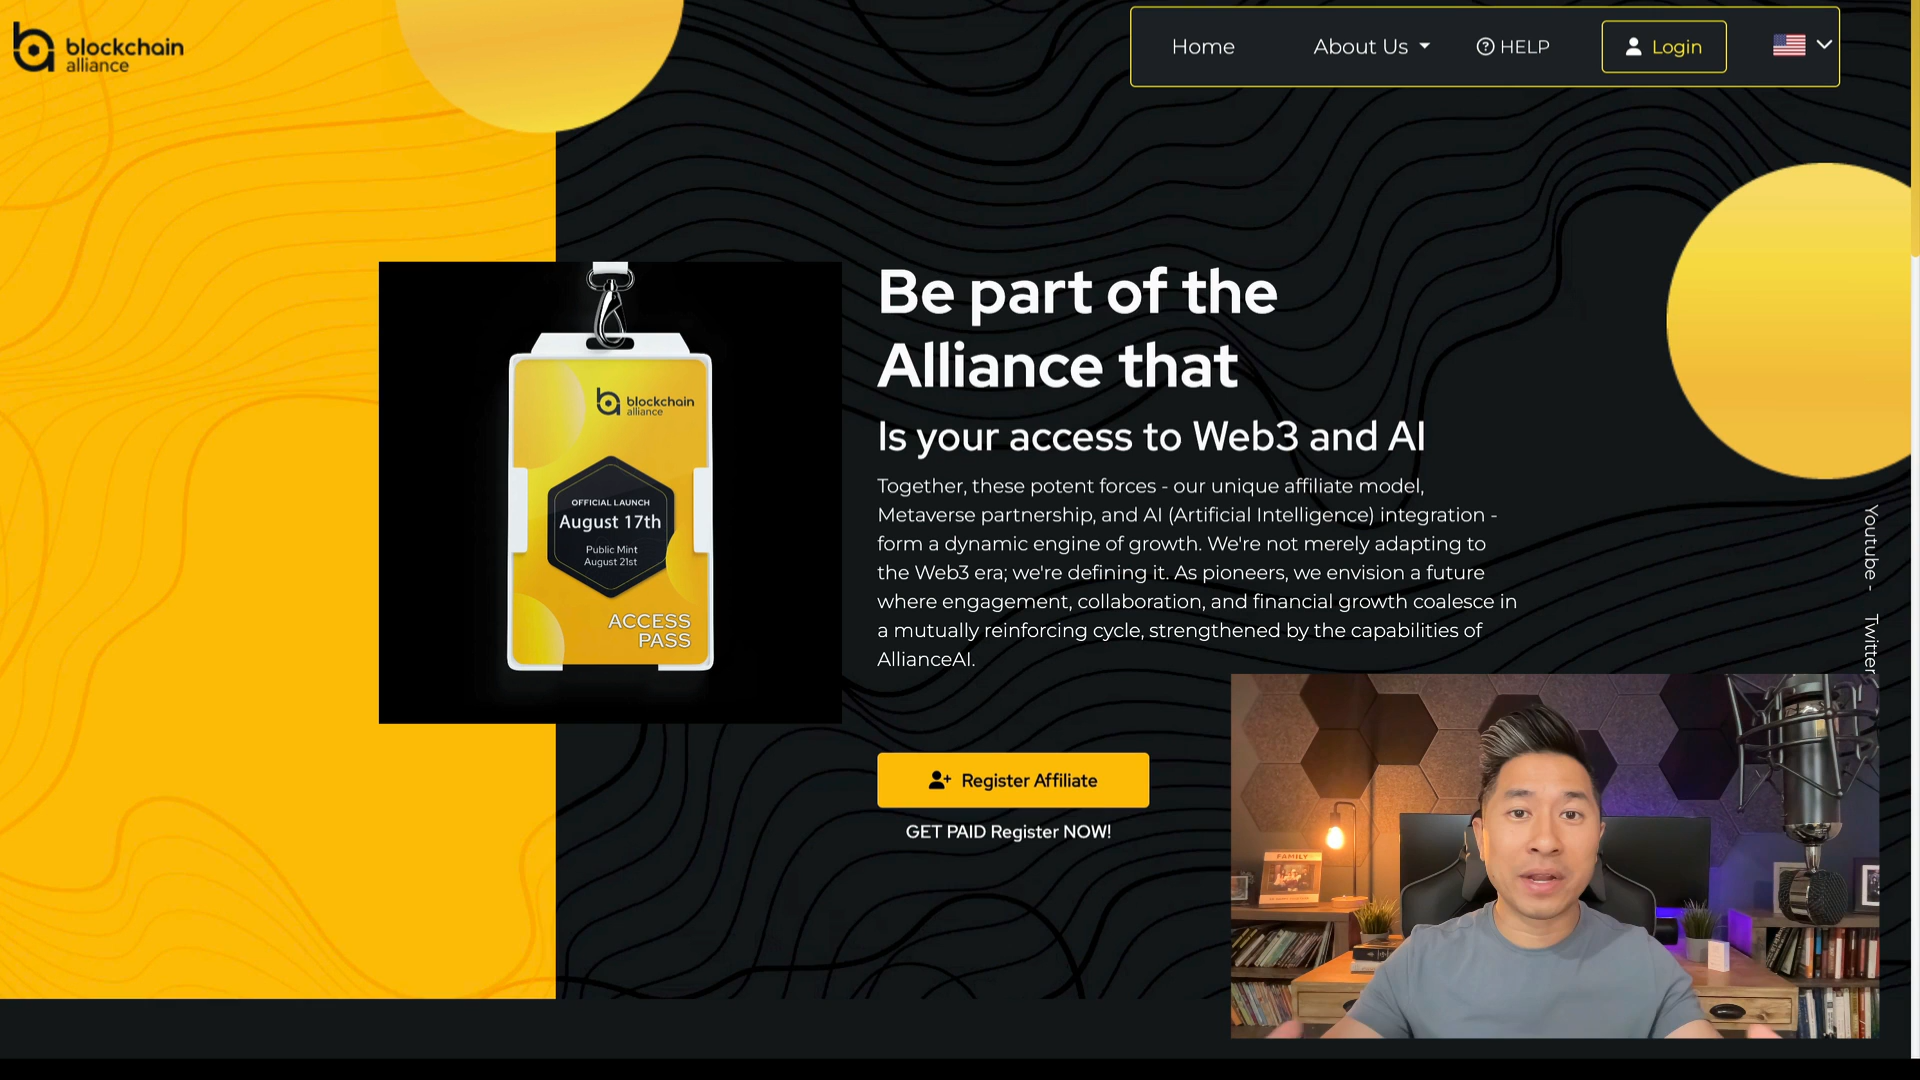 blockchain
alliance
Home
About Us
HELP
Login
blockchain
alliance
OFFICIAL LAUNCH
August 17th
Public Mint
August 21st
ACCESS
PASS
Be part of the
Alliance that
Is your access to Web3 and AI
Together, these potent forces - our unique affiliate model,
Metaverse partnership, and AI (Artificial Intelligence) integration -
form a dynamic engine of growth. We're not merely adapting to
the Web3 era; we're defining it. As pioneers, we envision a future
where engagement, collaboration, and financial growth coalesce in
a mutually reinforcing cycle, strengthened by the capabilities of
AllianceAI.
Youtube -
Twitter
Register Affiliate
GET PAID Register NOW!
FAMILY